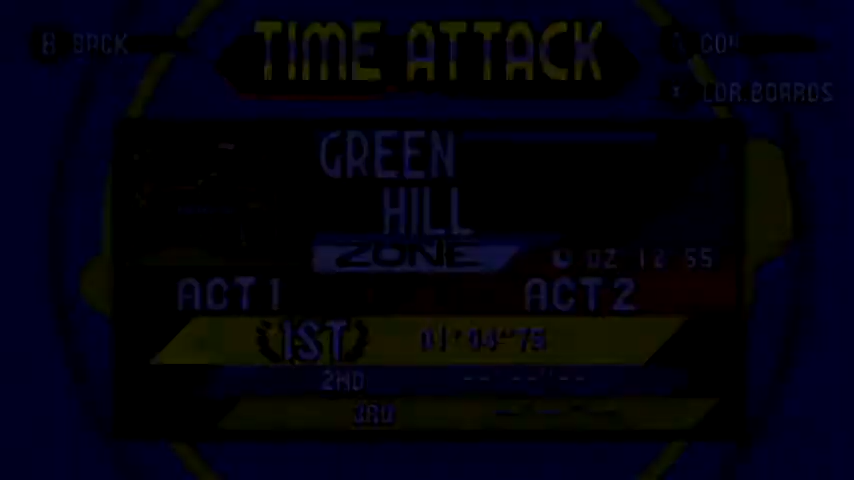 B BACK
TIME ATTACK
LDR.BOARDS
GREEN
HILL
ZONE
02'12"55
ACT 1
ACT 2
1ST 01'04"75
2ND --'--"--
3RD